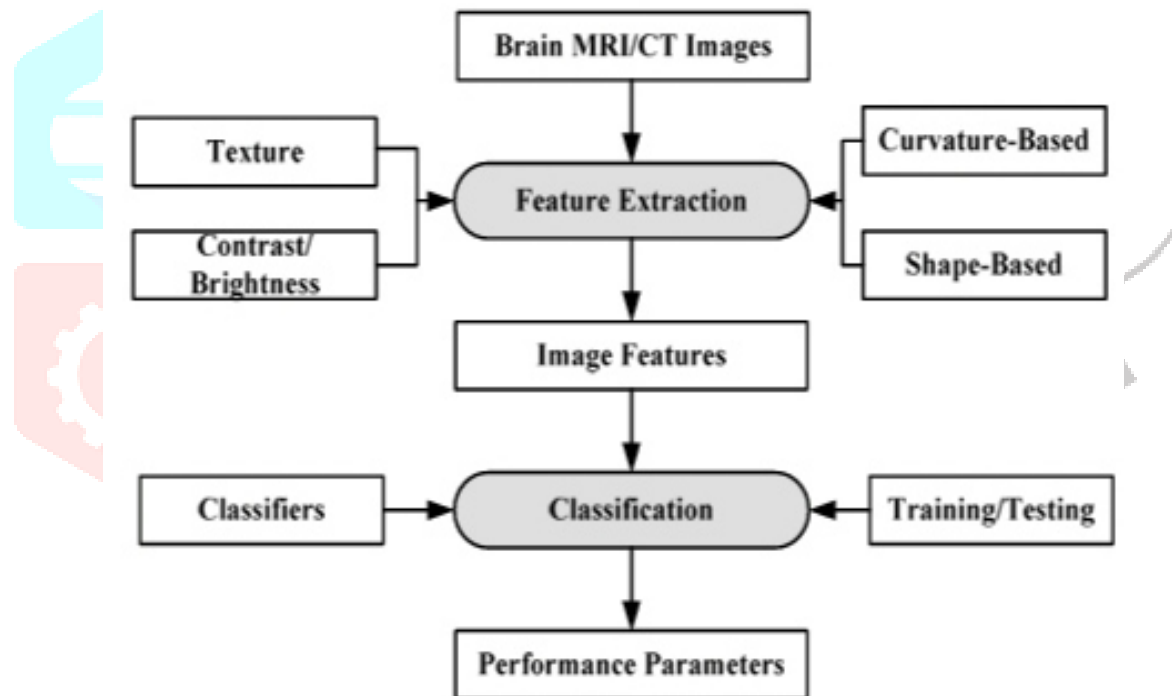 Brain MRI/CT Images
Texture
Curvature-Based
Feature Extraction
Contrast/
Brightness
Shape-Based
Image Features
Classifiers
Classification
Training/Testing
Performance Parameters